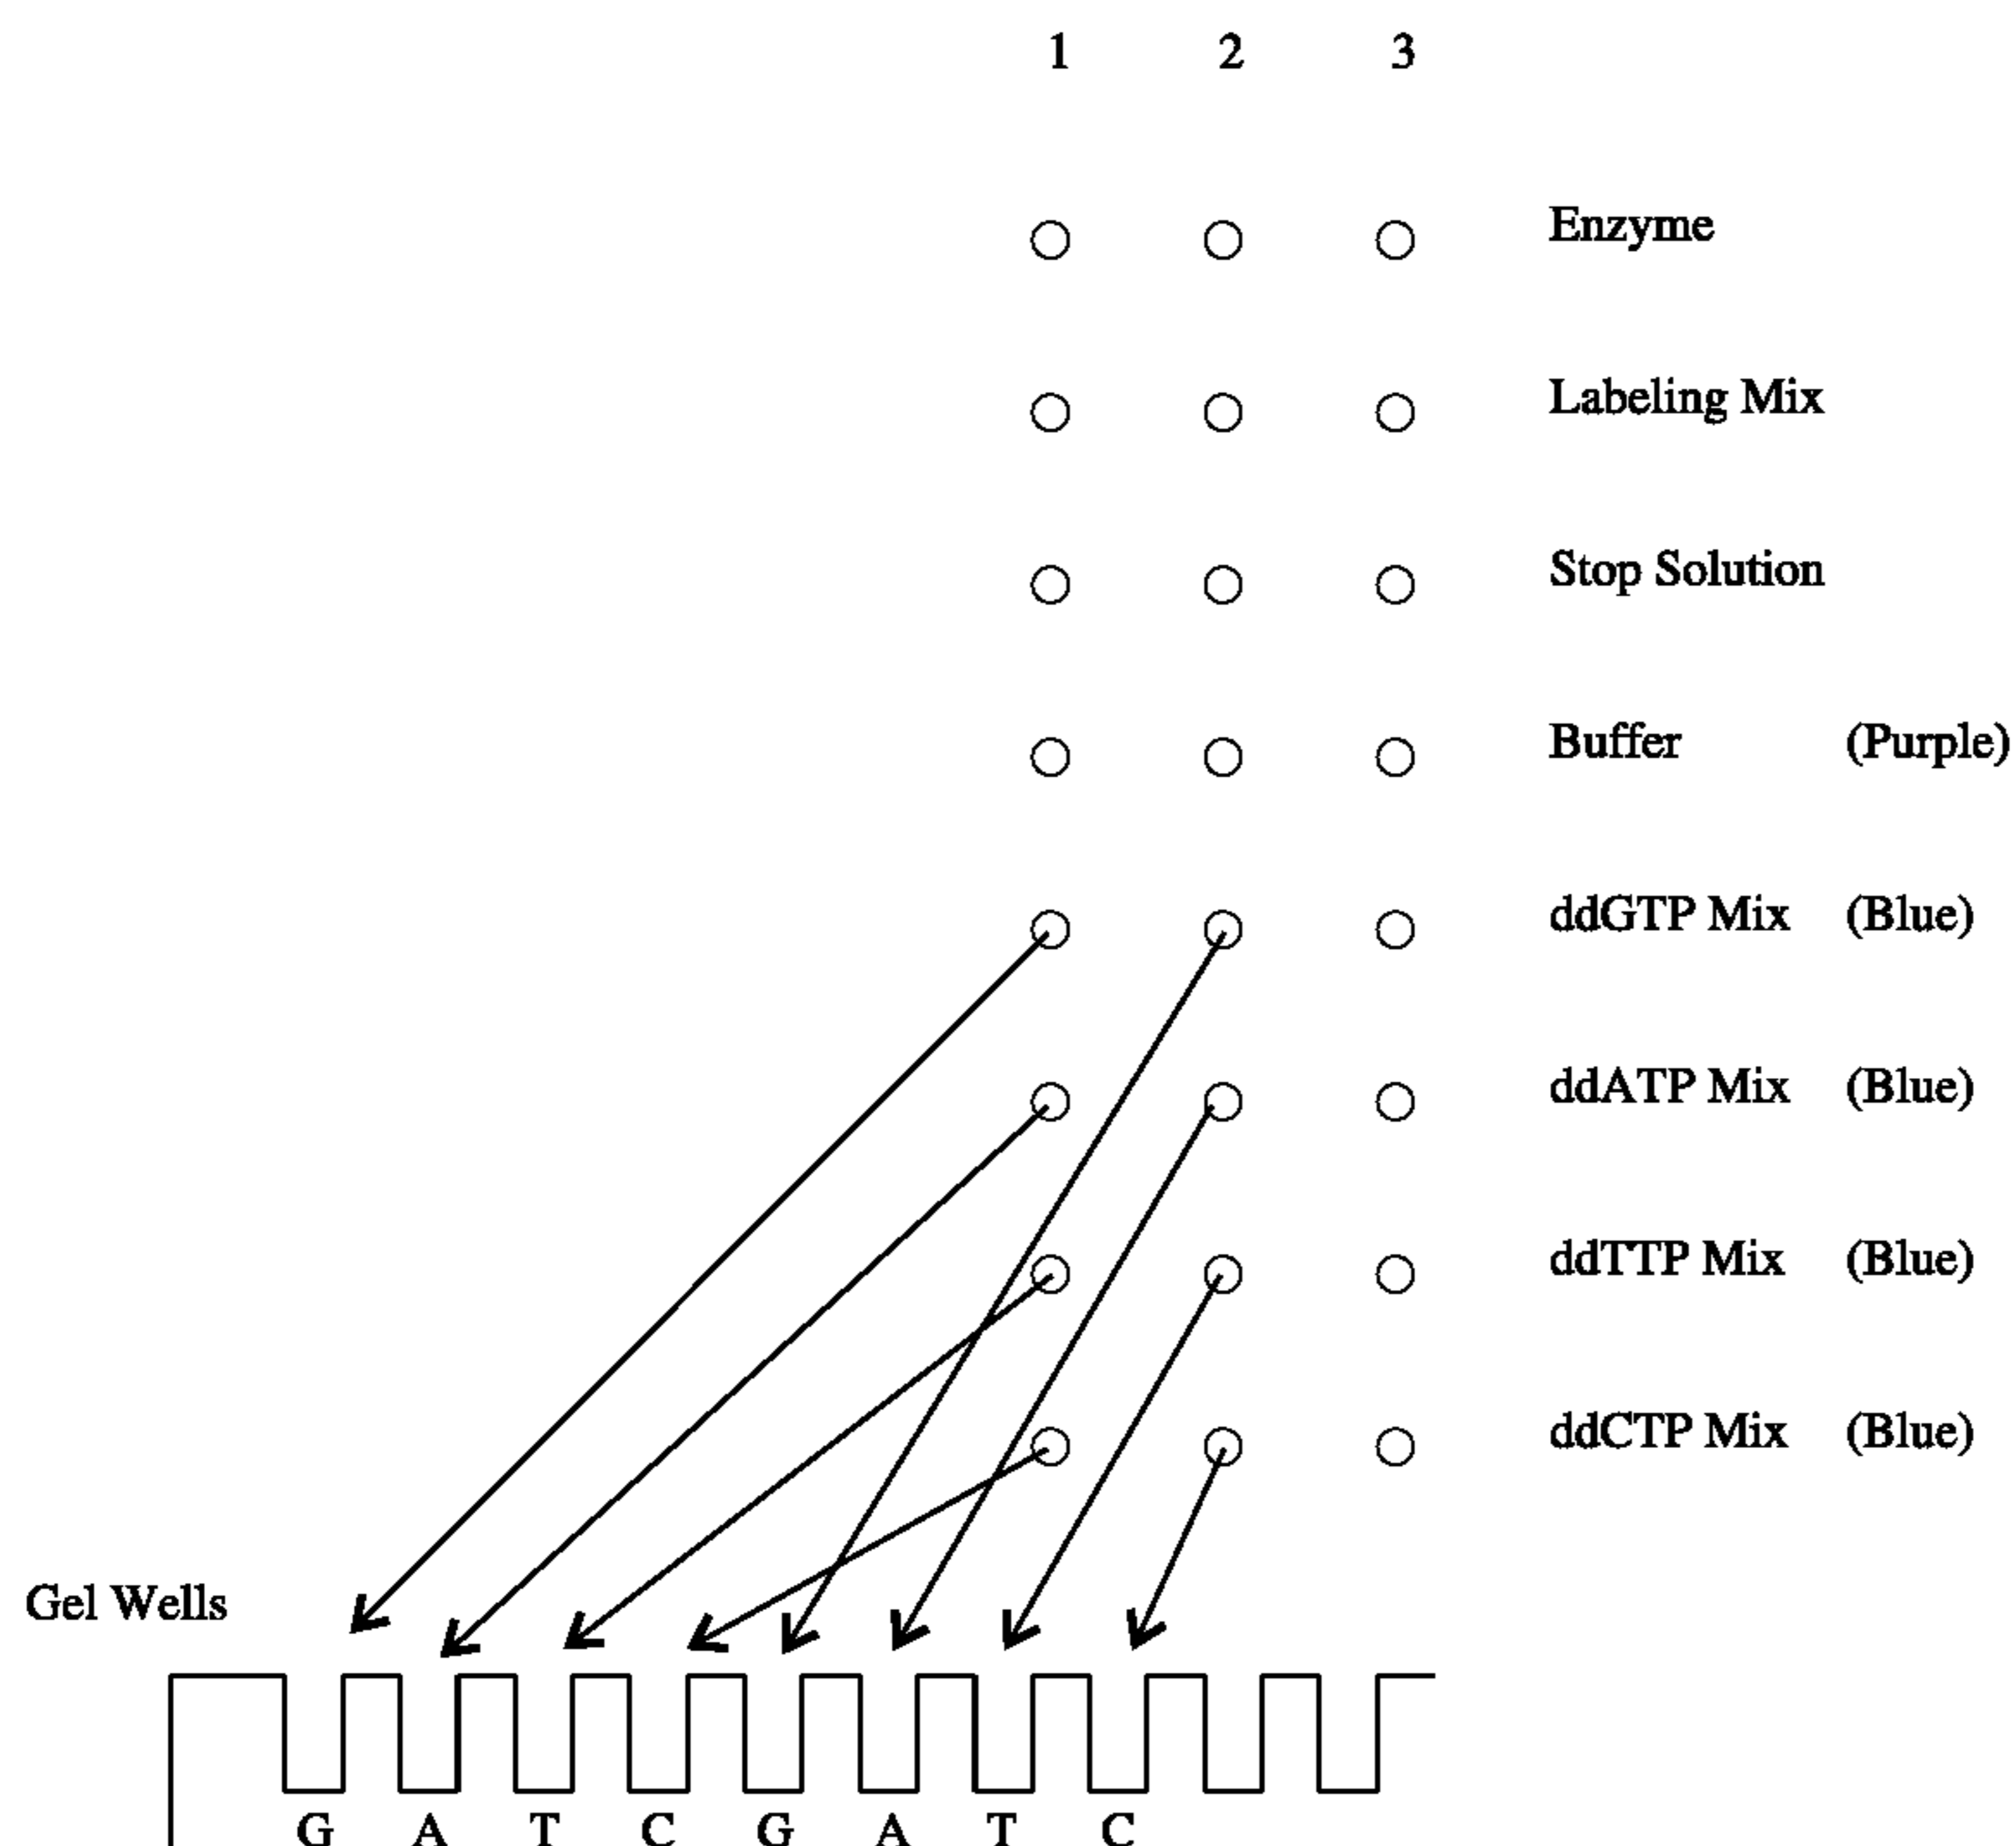 1 2 3
Enzyme
Labeling Mix
Stop Solution
Buffer (Purple)
ddGTP Mix (Blue)
ddATP Mix (Blue)
ddTTP Mix (Blue)
ddCTP Mix (Blue)
Gel Wells
G A T C G A T C